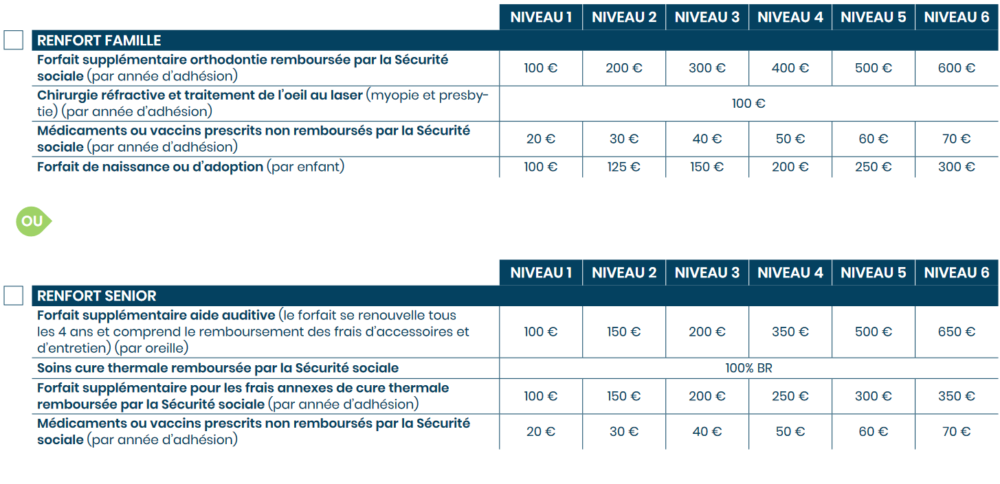 NIVEAU 1 NIVEAU 2 NIVEAU 3 NIVEAU 4 NIVEAU 5 NIVEAU 6
RENFORT FAMILLE
Forfait supplémentaire orthodontie remboursée par la Sécurité
sociale (par année d’adhésion)
100 € 200 € 300 € 400 € 500 € 600 €
Chirurgie réfractive et traitement de l’oeil au laser (myopie et presby-
tie) (par année d’adhésion)
100 €
Médicaments ou vaccins prescrits non remboursés par la Sécurité
sociale (par année d’adhésion)
20 € 30 € 40 € 50 € 60 € 70 €
Forfait de naissance ou d’adoption (par enfant) 100 € 125 € 150 € 200 € 250 € 300 €
OU
NIVEAU 1 NIVEAU 2 NIVEAU 3 NIVEAU 4 NIVEAU 5 NIVEAU 6
RENFORT SENIOR
Forfait supplémentaire aide auditive (le forfait se renouvelle tous
les 4 ans et comprend le remboursement des frais d’accessoires et
d’entretien) (par oreille)
100 € 150 € 200 € 350 € 500 € 650 €
Soins cure thermale remboursée par la Sécurité sociale 100% BR
Forfait supplémentaire pour les frais annexes de cure thermale
remboursée par la Sécurité sociale (par année d’adhésion)
100 € 150 € 200 € 250 € 300 € 350 €
Médicaments ou vaccins prescrits non remboursés par la Sécurité
sociale (par année d’adhésion)
20 € 30 € 40 € 50 € 60 € 70 €